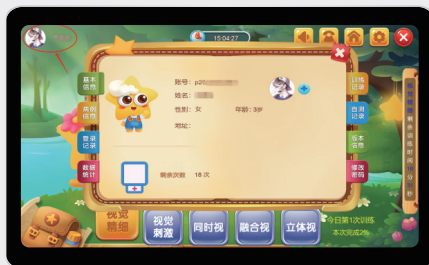 15:04:27
基本
信息
病例
信息
登录
记录
数据
统计
账号：p2
姓名：
性别：女 年龄：3岁
地址：
剩余次数 18 次
训练
记录
自测
记录
版本
信息
修改
密码
视觉
精细
视觉
刺激
同时视
融合视
立体视
今日第1次训练
本次完成2%